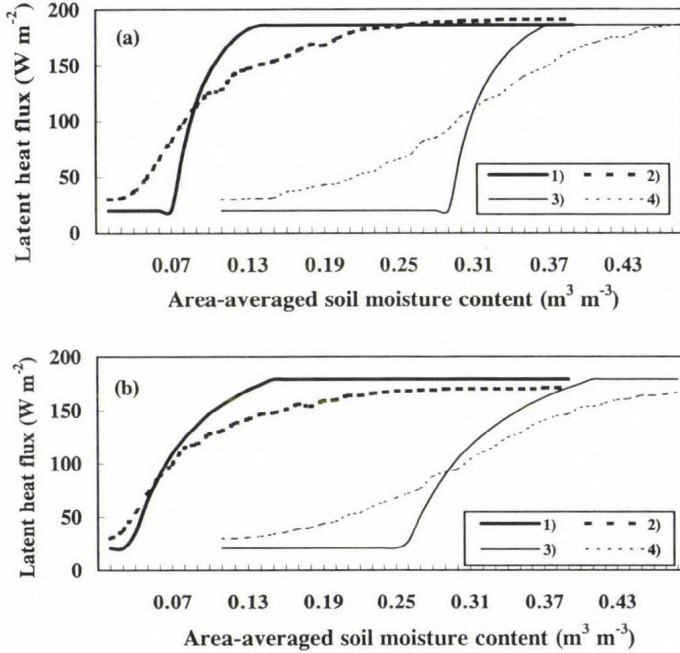 200
(a)
150
100
50
0
Latent heat flux (W m-2)
1) 2)
3) 4)
0.07 0.13 0.19 0.25 0.31 0.37 0.43
Area-averaged soil moisture content (m3 m-3)
200
(b)
150
100
50
0
Latent heat flux (W m-2)
1) 2)
3) 4)
0.07 0.13 0.19 0.25 0.31 0.37 0.43
Area-averaged soil moisture content (m3 m-3)